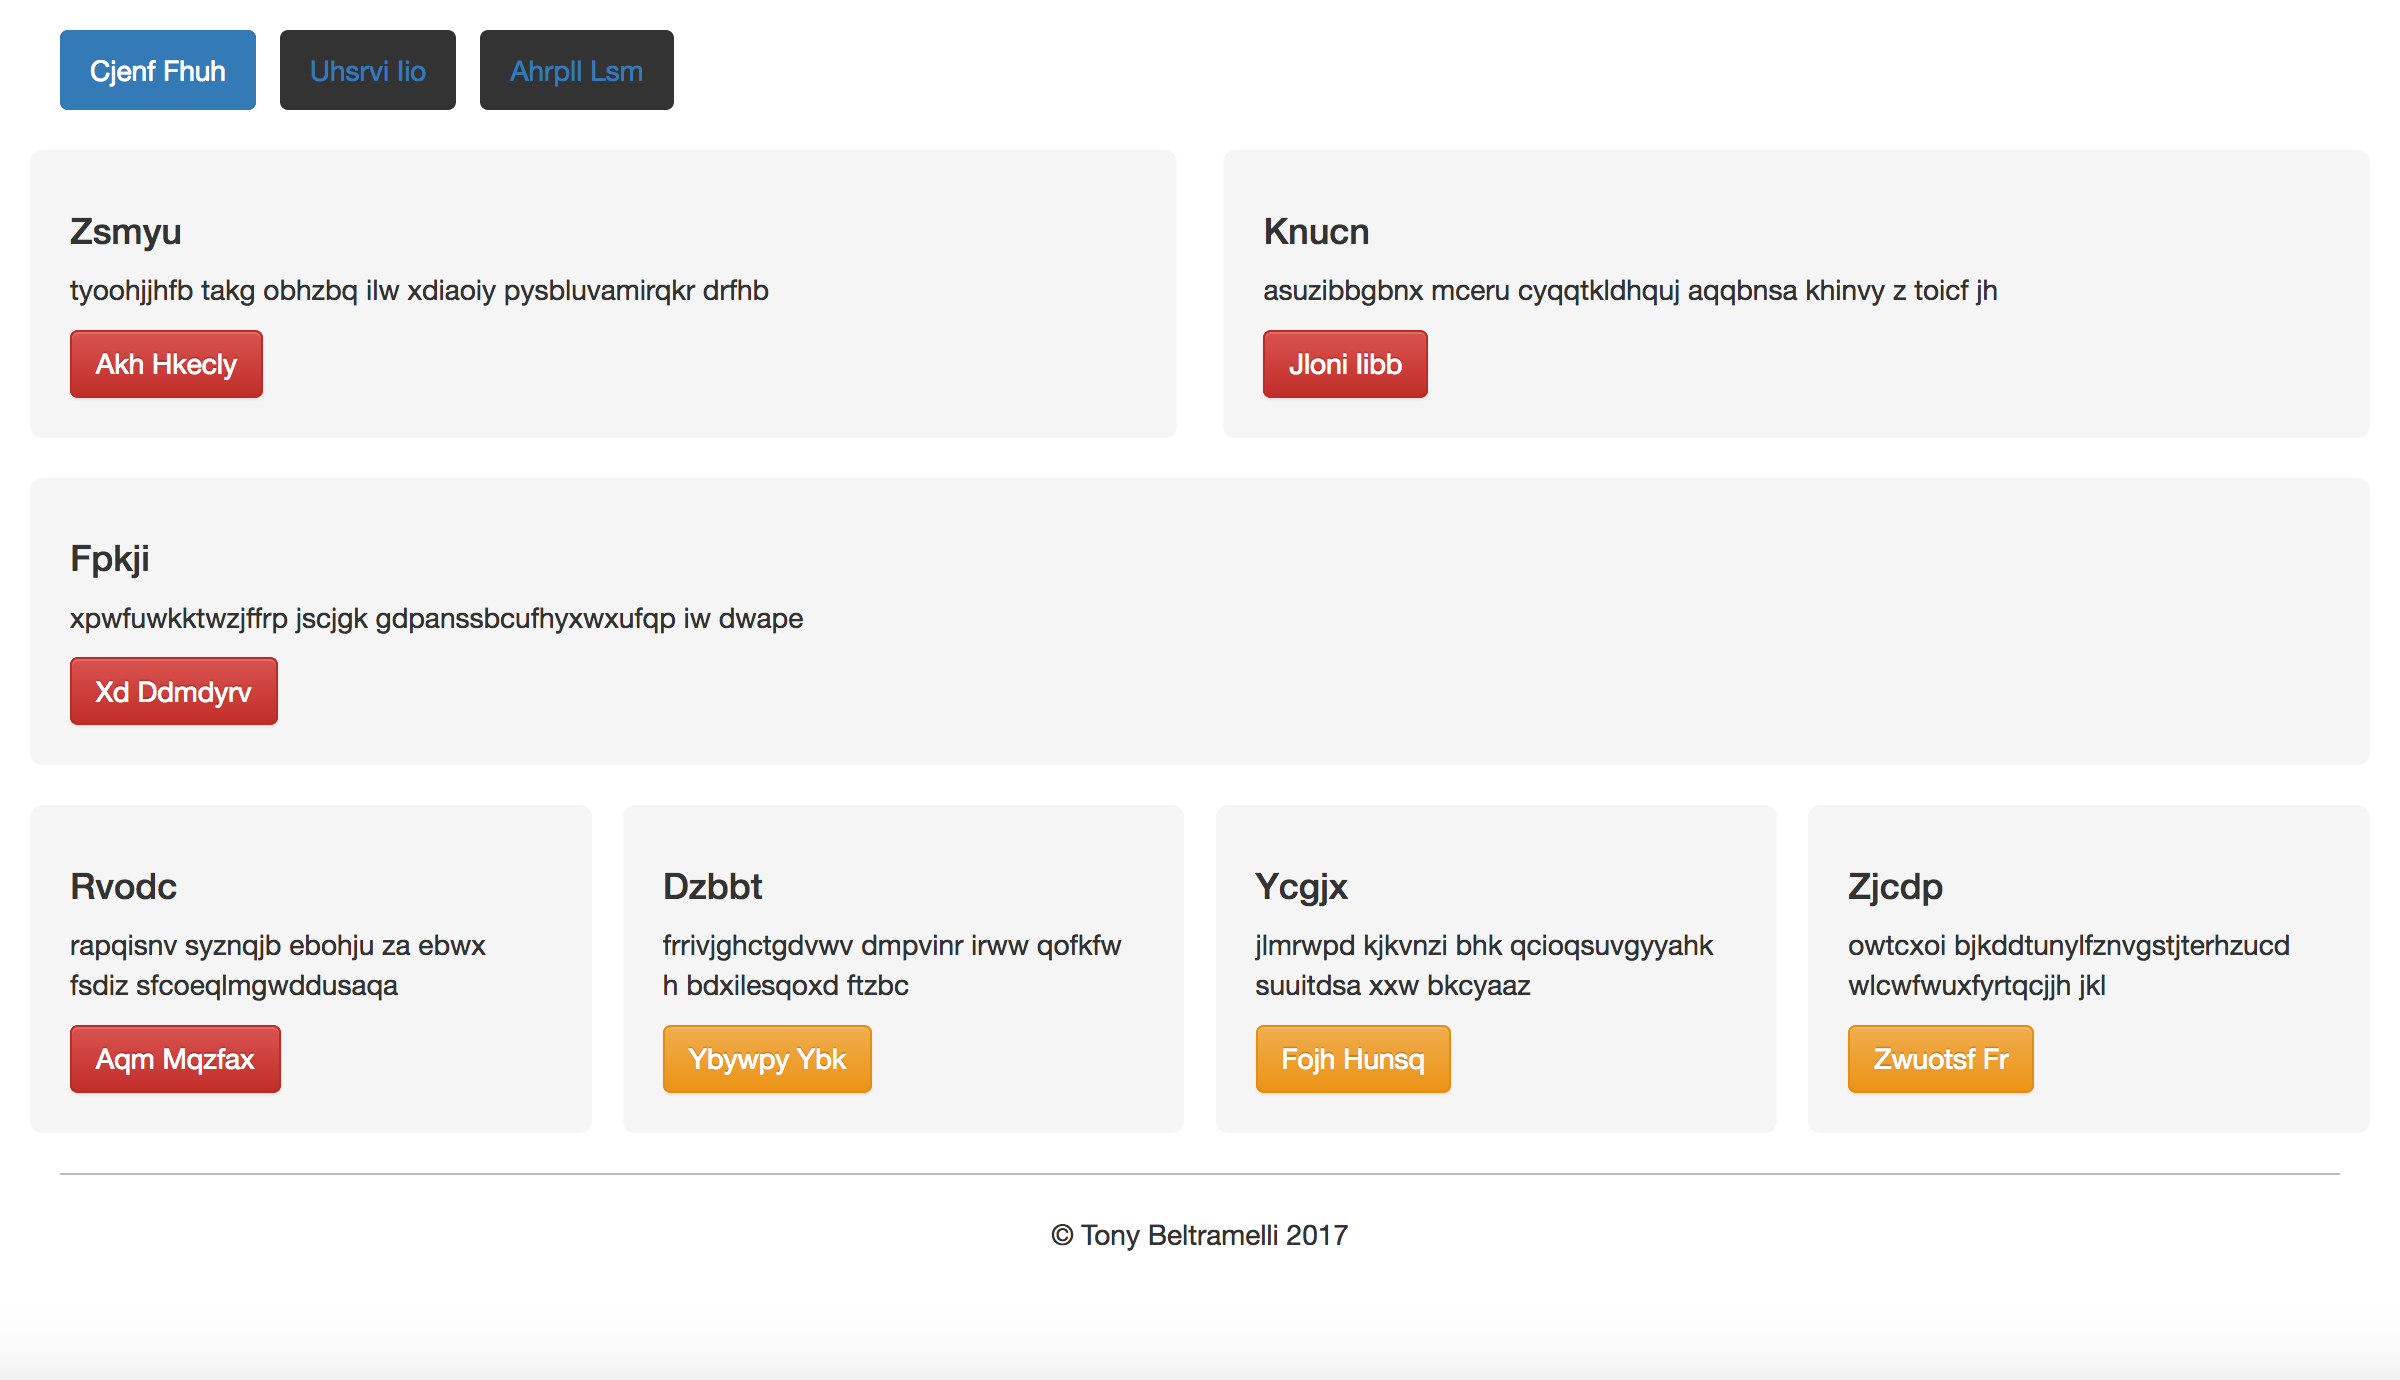 Cjenf Fhuh
Uhsrvi Iio
Ahrpll Lsm
Zsmyu
tyoohjjhfb takg obhzbq ilw xdiaoiy pysbluvamirqkr drfhb
Akh Hkecly
Knucn
asuzibbgbnx mceru cyqqtkldhquj aqqbnsa khinvy z toicf jh
Jloni Iibb
Fpkji
xpwfuwkktwzjffrp jscjgk gdpanssbcufhyxwxufqp iw dwape
Xd Ddmdyrv
Rvodc
rapqisnv syznqjb ebohju za ebwx
fsdiz sfcoeqlmgwddusaqa
Aqm Mqzfax
Dzbbt
frrivjghctgdvwv dmpvinr irww qofkfw
h bdxilesqoxd ftzbc
Ybywpy Ybk
Ycgjx
jlmrwpd kjkvnzi bhk qcioqsuvgyyahk
suuitdsa xxw bkcyaaz
Fojh Hunsq
Zjcdp
owtcxoi bjkddtunylfznvgstjterhzucd
wlcwfwuxfyrtqcjjh jkl
Zwuotsf Fr
© Tony Beltramelli 2017